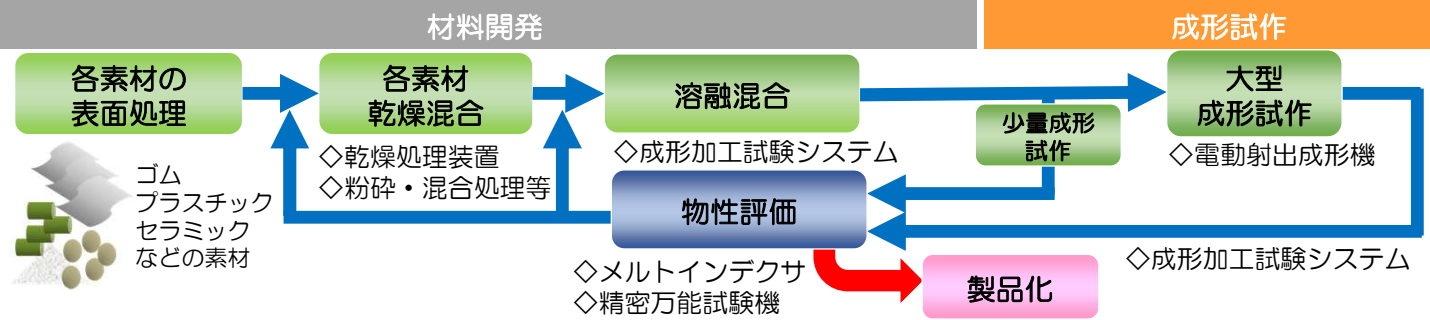 材料開発
成形試作
各素材の
表面処理
各素材
乾燥混合
溶融混合
大型
成形試作
少量成形
試作
◇乾燥処理装置
◇粉砕・混合処理等
◇成形加工試験システム
◇電動射出成形機
ゴム
プラスチック
セラミック
などの素材
物性評価
◇メルトインデクサ
◇精密万能試験機
◇成形加工試験システム
製品化